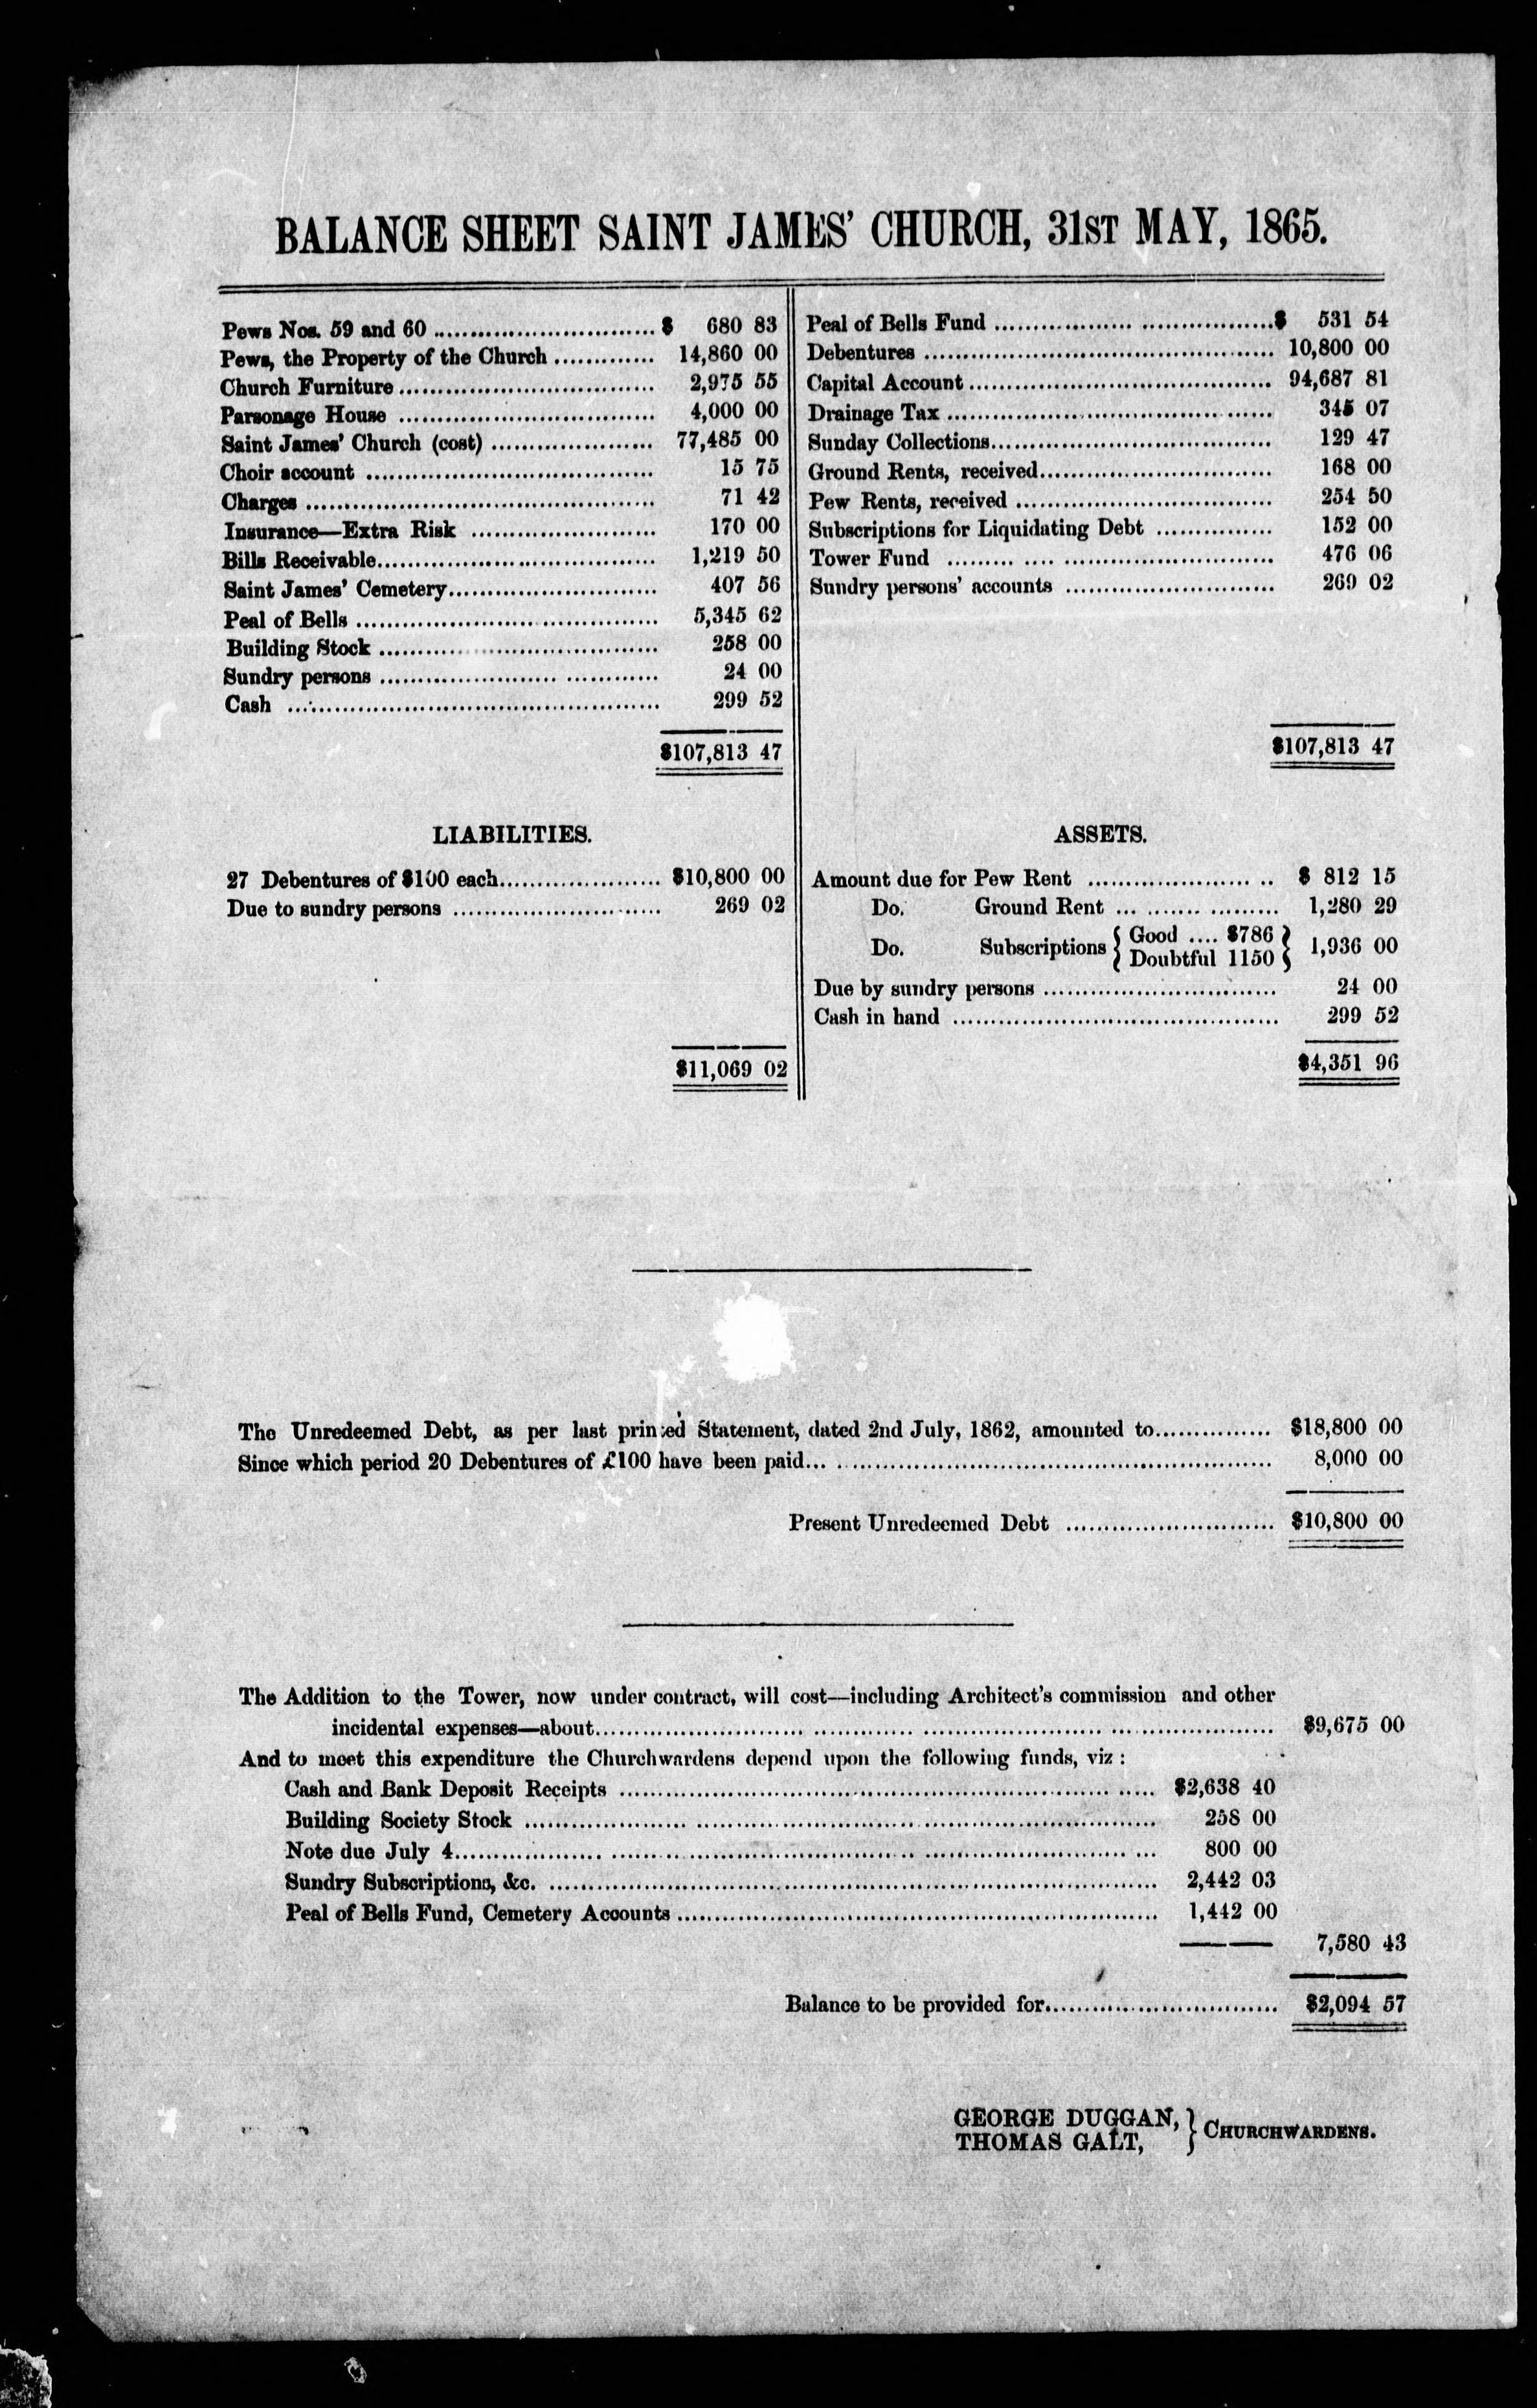 BALANCE SHEET SAINT JAMES' CHURCH, 31ST MAY, 1865.
Pews Nos. 59 and 60 ............................ $ 680 83
Pews, the Property of the Church ............. 14,860 00
Church Furniture ................................. 2,975 55
Parsonage House ................................. 4,000 00
Saint James' Church (cost) ..................... 77,485 00
Choir account ..................................... 15 75
Charges ............................................. 71 42
Insurance—Extra Risk ........................ 170 00
Bills Receivable.................................... 1,219 50
Saint James' Cemetery........................... 407 56
Peal of Bells ....................................... 5,345 62
Building Stock .................................... 258 00
Sundry persons ....................... ............ 24 00
Cash ................................................ 299 52
$107,813 47
Peal of Bells Fund .................. .................$ 531 54
Debentures ............................................. 10,800 00
Capital Account ....................................... 94,687 81
Drainage Tax .......................................... 345 07
Sunday Collections.................................... 129 47
Ground Rents, received.............................. 168 00
Pew Rents, received ................................. 254 50
Subscriptions for Liquidating Debt ............... 152 00
Tower Fund ......... .... ........................... 476 06
Sundry persons' accounts ........................... 269 02
$107,813 47
LIABILITIES.
27 Debentures of $100 each..................... $10,800 00
Due to sundry persons ........................... 269 02
$11,069 02
ASSETS.
Amount due for Pew Rent ..................... .. $ 812 15
Do. Ground Rent ... ....... ......... 1,280 29
Do. Subscriptions { Good .... $786 } 1,936 00
Doubtful 1150
Due by sundry persons .............................. 24 00
Cash in hand .......................................... 299 52
$4,351 96
The Unredeemed Debt, as per last printed Statement, dated 2nd July, 1862, amounted to............... $18,800 00
Since which period 20 Debentures of £100 have been paid... ........................................................ 8,000 00
Present Unredeemed Debt ........................... $10,800 00
The Addition to the Tower, now under contract, will cost—including Architect's commission and other
incidental expenses—about........................... ............. ....................... ..................... $9,675 00
And to meet this expenditure the Churchwardens depend upon the following funds, viz :
Cash and Bank Deposit Receipts ................................................................ ..... $2,638 40
Building Society Stock ..................... ............................ .............................. 258 00
Note due July 4................... ........................................ .......................... ... 800 00
Sundry Subscriptions, &c. ............................................................................... 2,442 03
Peal of Bells Fund, Cemetery Accounts .............................................................. 1,442 00
7,580 43
Balance to be provided for.............................. $2,094 57
GEORGE DUGGAN, } CHURCHWARDENS.
THOMAS GALT,